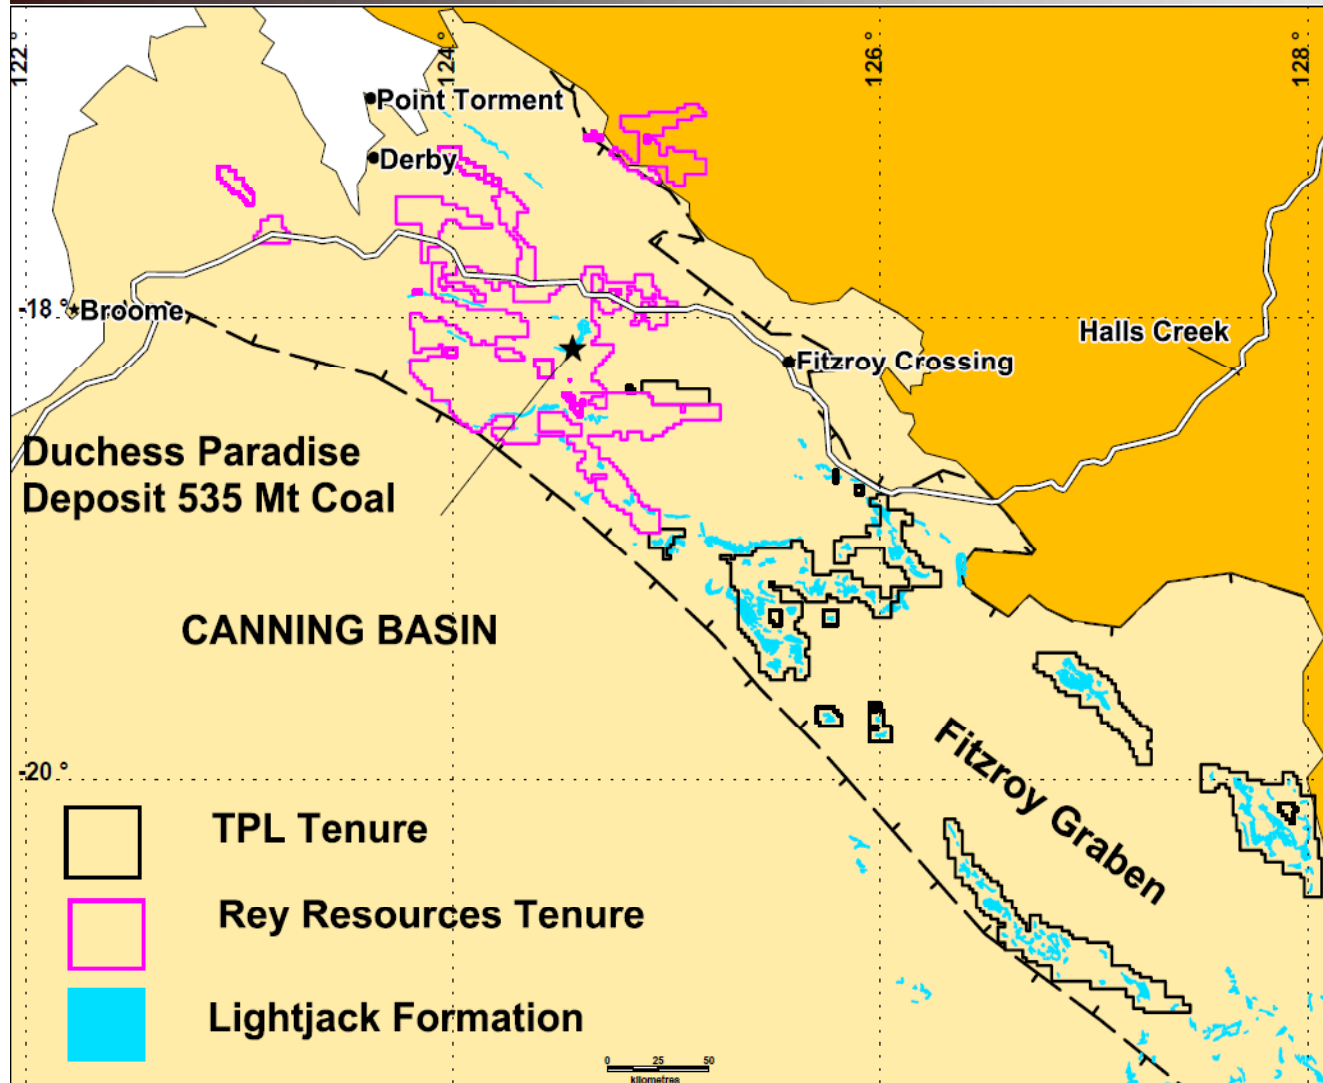 122 °
124 °
126 °
128 °
Point Torment
Derby
-18 °
Broome
Halls Creek
Fitzroy Crossing
Duchess Paradise
Deposit 535 Mt Coal
CANNING BASIN
Fitzroy Graben
-20 °
TPL Tenure
Rey Resources Tenure
Lightjack Formation
0 25 50
kilometres